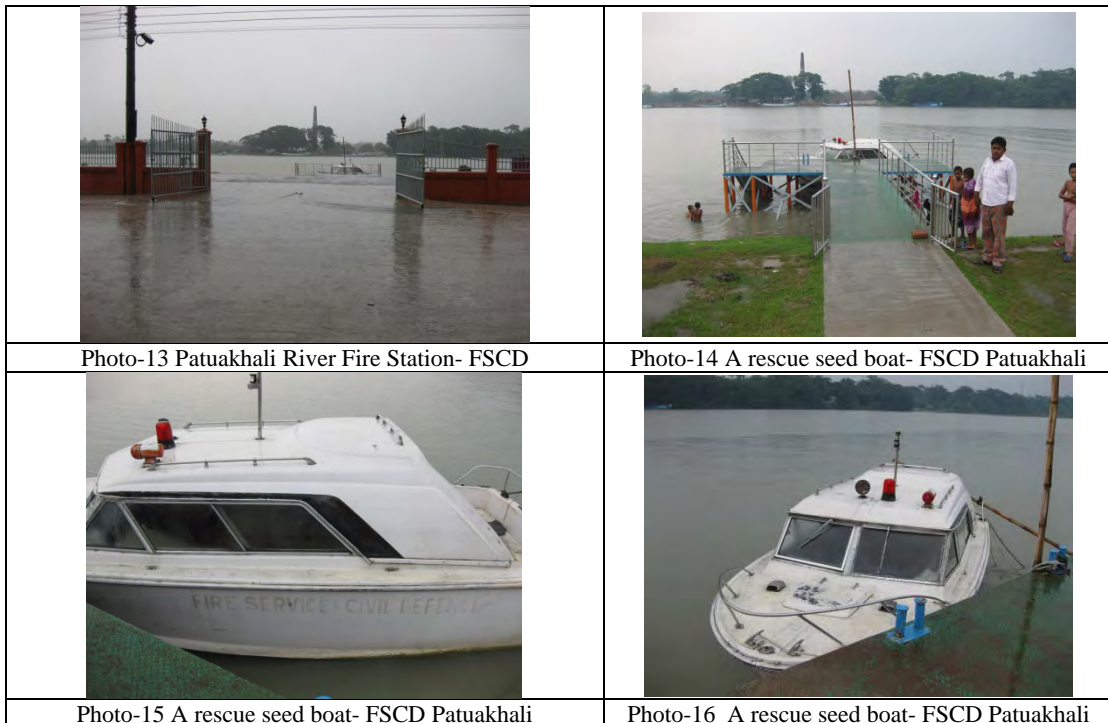 Photo-13 Patuakhali River Fire Station- FSCD
Photo-14 A rescue seed boat- FSCD Patuakhali
FIRE SERVICE & CIVIL DEFENCE
Photo-15 A rescue seed boat- FSCD Patuakhali
Photo-16 A rescue seed boat- FSCD Patuakhali